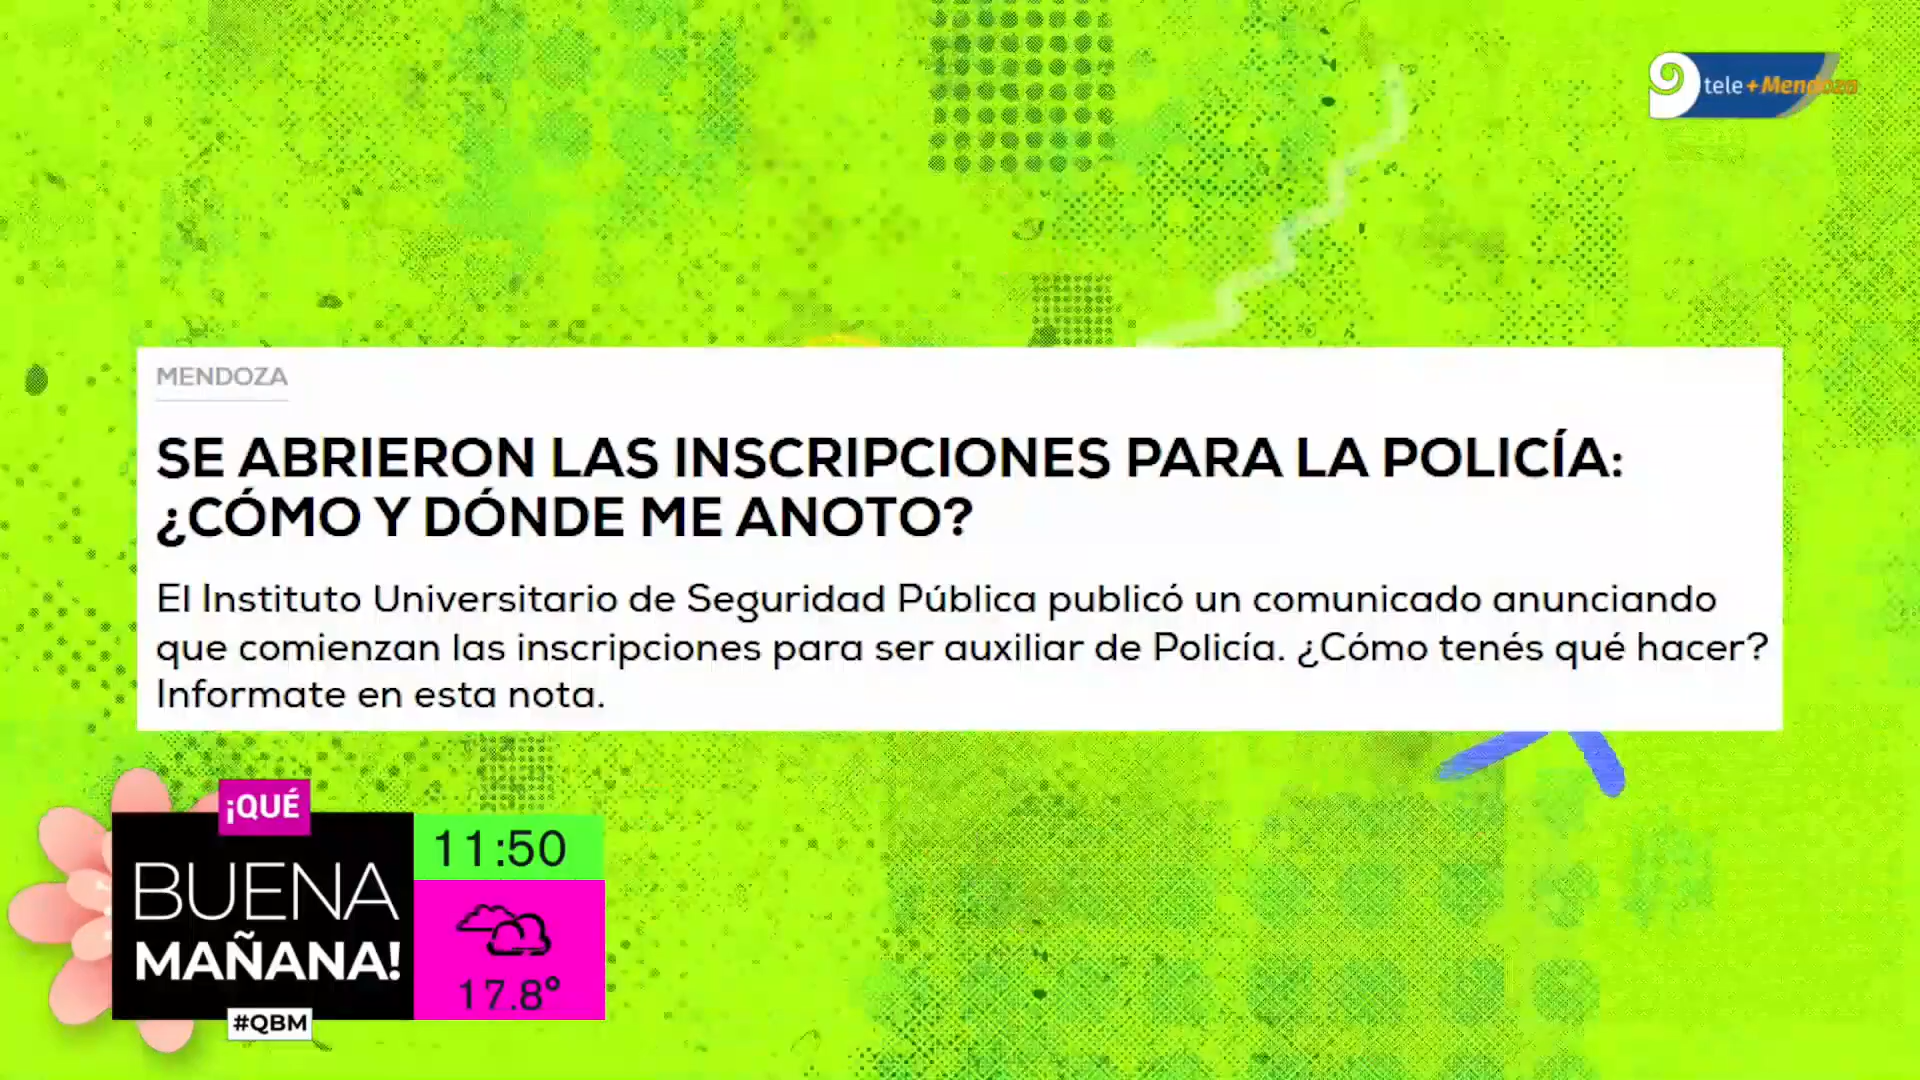 9 tele+Mendoza
MENDOZA
SE ABRIERON LAS INSCRIPCIONES PARA LA POLICÍA:
¿CÓMO Y DÓNDE ME ANOTO?
El Instituto Universitario de Seguridad Pública publicó un comunicado anunciando
que comienzan las inscripciones para ser auxiliar de Policía. ¿Cómo tenés qué hacer?
Informate en esta nota.
¡QUÉ
BUENA
MAÑANA!
#QBM
11:50
17.8°